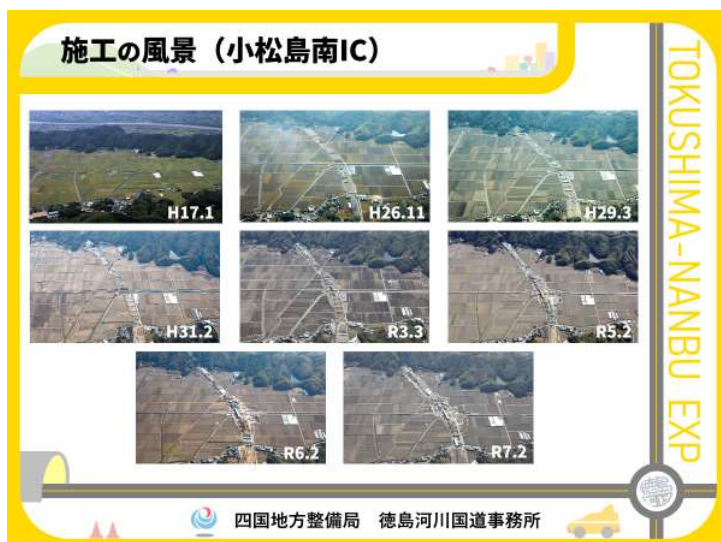 施工の風景（小松島南IC）
H17.1
H26.11
H29.3
H31.2
R3.3
R5.2
R6.2
R7.2
TOKUSHIMA-NANBU EXP
四国地方整備局　徳島河川国道事務所